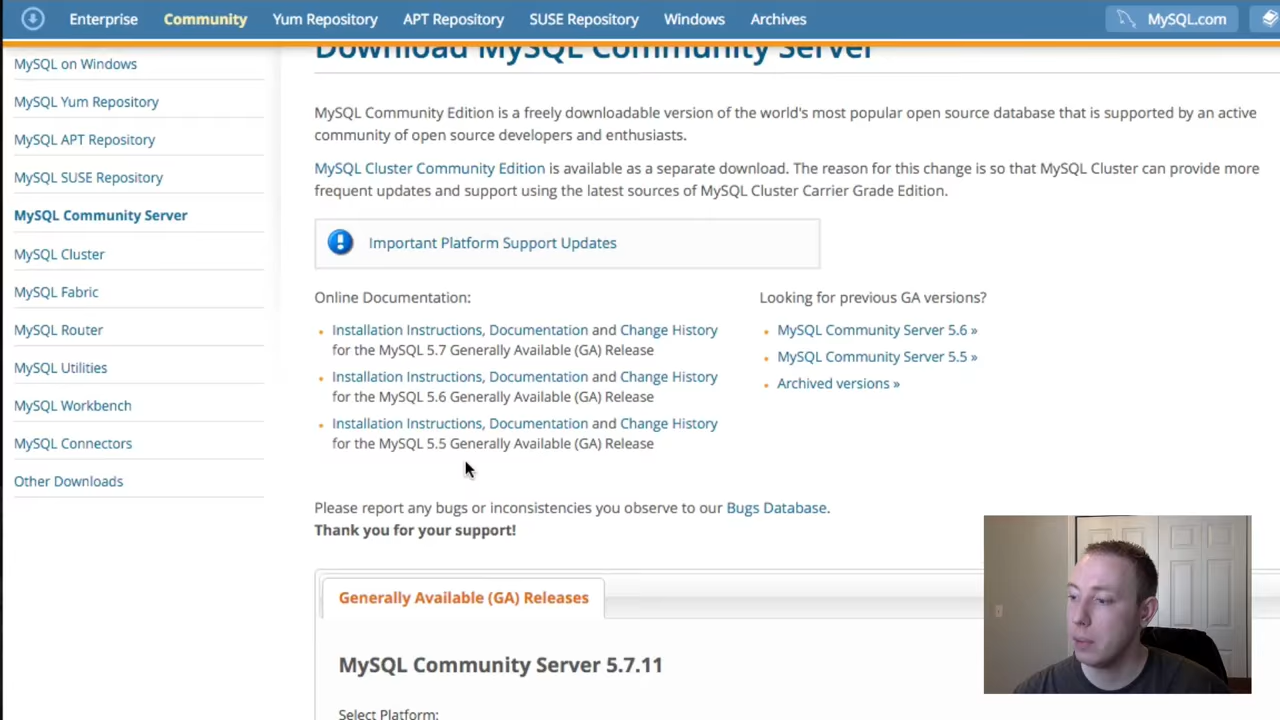 Enterprise
Community
Yum Repository
APT Repository
SUSE Repository
Windows
Archives
MySQL.com
MySQL on Windows
MySQL Yum Repository
MySQL APT Repository
MySQL SUSE Repository
MySQL Community Server
MySQL Cluster
MySQL Fabric
MySQL Router
MySQL Utilities
MySQL Workbench
MySQL Connectors
Other Downloads
Download MySQL Community Server
MySQL Community Edition is a freely downloadable version of the world's most popular open source database that is supported by an active
community of open source developers and enthusiasts.
MySQL Cluster Community Edition is available as a separate download. The reason for this change is so that MySQL Cluster can provide more
frequent updates and support using the latest sources of MySQL Cluster Carrier Grade Edition.
Important Platform Support Updates
Online Documentation:
Installation Instructions, Documentation and Change History
for the MySQL 5.7 Generally Available (GA) Release
Installation Instructions, Documentation and Change History
for the MySQL 5.6 Generally Available (GA) Release
Installation Instructions, Documentation and Change History
for the MySQL 5.5 Generally Available (GA) Release
Looking for previous GA versions?
MySQL Community Server 5.6 »
MySQL Community Server 5.5 »
Archived versions »
Please report any bugs or inconsistencies you observe to our Bugs Database.
Thank you for your support!
Generally Available (GA) Releases
MySQL Community Server 5.7.11
Select Platform: